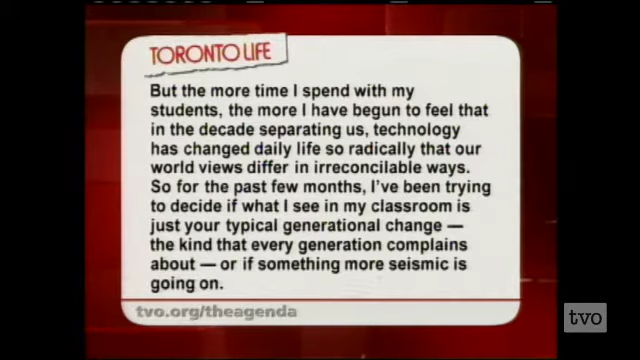 TORONTO LIFE
But the more time I spend with my
students, the more I have begun to feel that
in the decade separating us, technology
has changed daily life so radically that our
world views differ in irreconcilable ways.
So for the past few months, I've been trying
to decide if what I see in my classroom is
just your typical generational change —
the kind that every generation complains
about — or if something more seismic is
going on.
tvo.org/theagenda
tvo